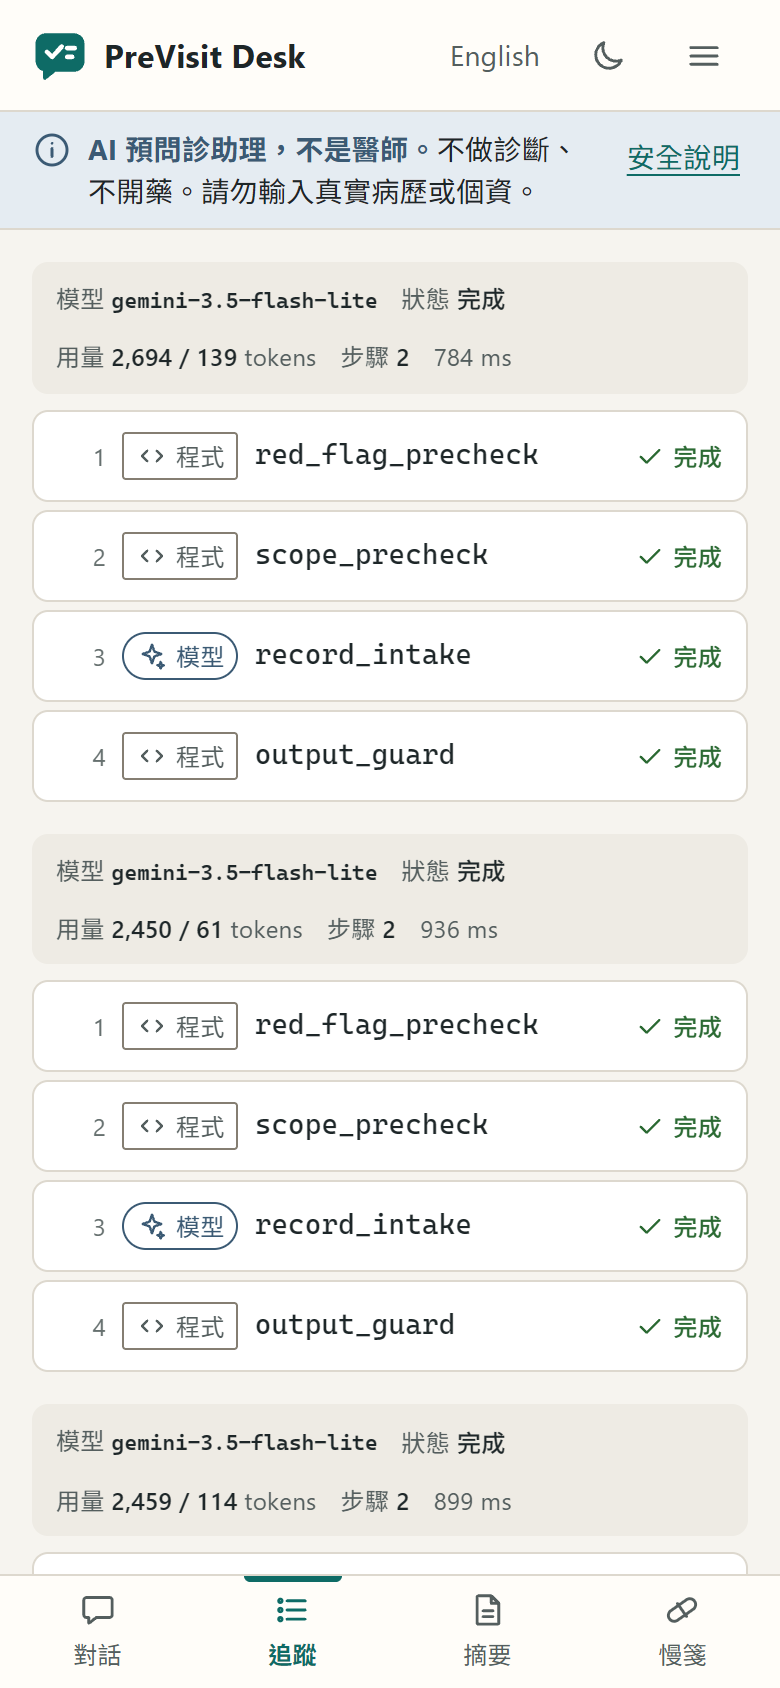 PreVisit Desk English
AI 預問診助理，不是醫師。不做診斷、
不開藥。請勿輸入真實病歷或個資。
安全說明
模型 gemini-3.5-flash-lite 狀態 完成
用量 2,694 / 139 tokens 步驟 2 784 ms
1 程式 red_flag_precheck 完成
2 程式 scope_precheck 完成
3 模型 record_intake 完成
4 程式 output_guard 完成
模型 gemini-3.5-flash-lite 狀態 完成
用量 2,450 / 61 tokens 步驟 2 936 ms
1 程式 red_flag_precheck 完成
2 程式 scope_precheck 完成
3 模型 record_intake 完成
4 程式 output_guard 完成
模型 gemini-3.5-flash-lite 狀態 完成
用量 2,459 / 114 tokens 步驟 2 899 ms
對話 追蹤 摘要 慢箋